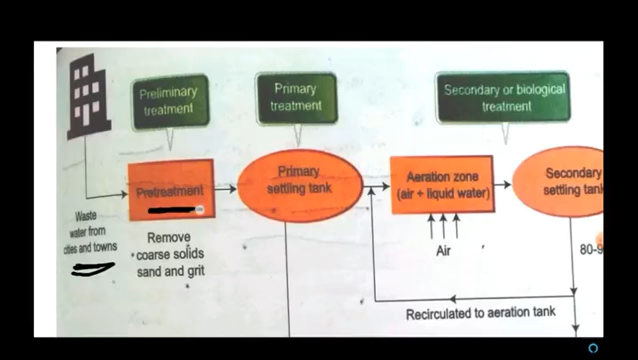 Preliminary
treatment
Primary
treatment
Secondary or biological
treatment
Pretreatment
Primary
settling tank
Aeration zone
(air + liquid water)
Secondary
settling tank
Waste
water from
cities and towns
Remove
coarse solids
sand and grit
Air
80-9
Recirculated to aeration tank